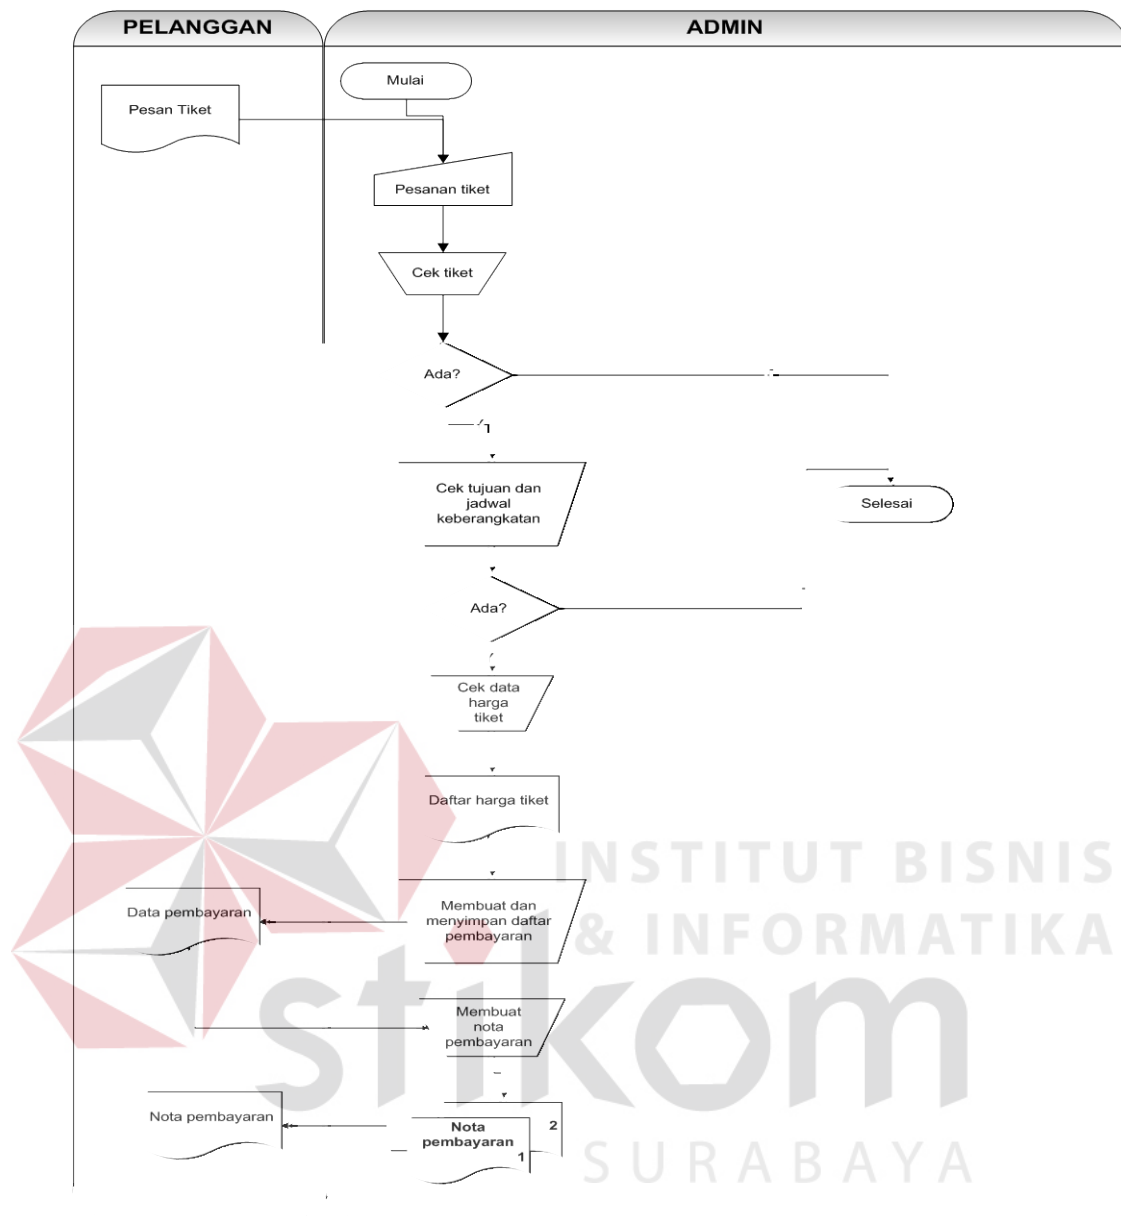 PELANGGAN
ADMIN
Mulai
Pesan Tiket
Pesanan tiket
Cek tiket
Ada?
Cek tujuan dan
jadwal
keberangkatan
Selesai
Ada?
Cek data
harga
tiket
Daftar harga tiket
INSTITUT BISNIS
& INFORMATIKA
stikom
SURABAYA
Data pembayaran
Membuat dan
menyimpan daftar
pembayaran
Membuat
nota
pembayaran
Nota pembayaran
2
Nota
pembayaran
1